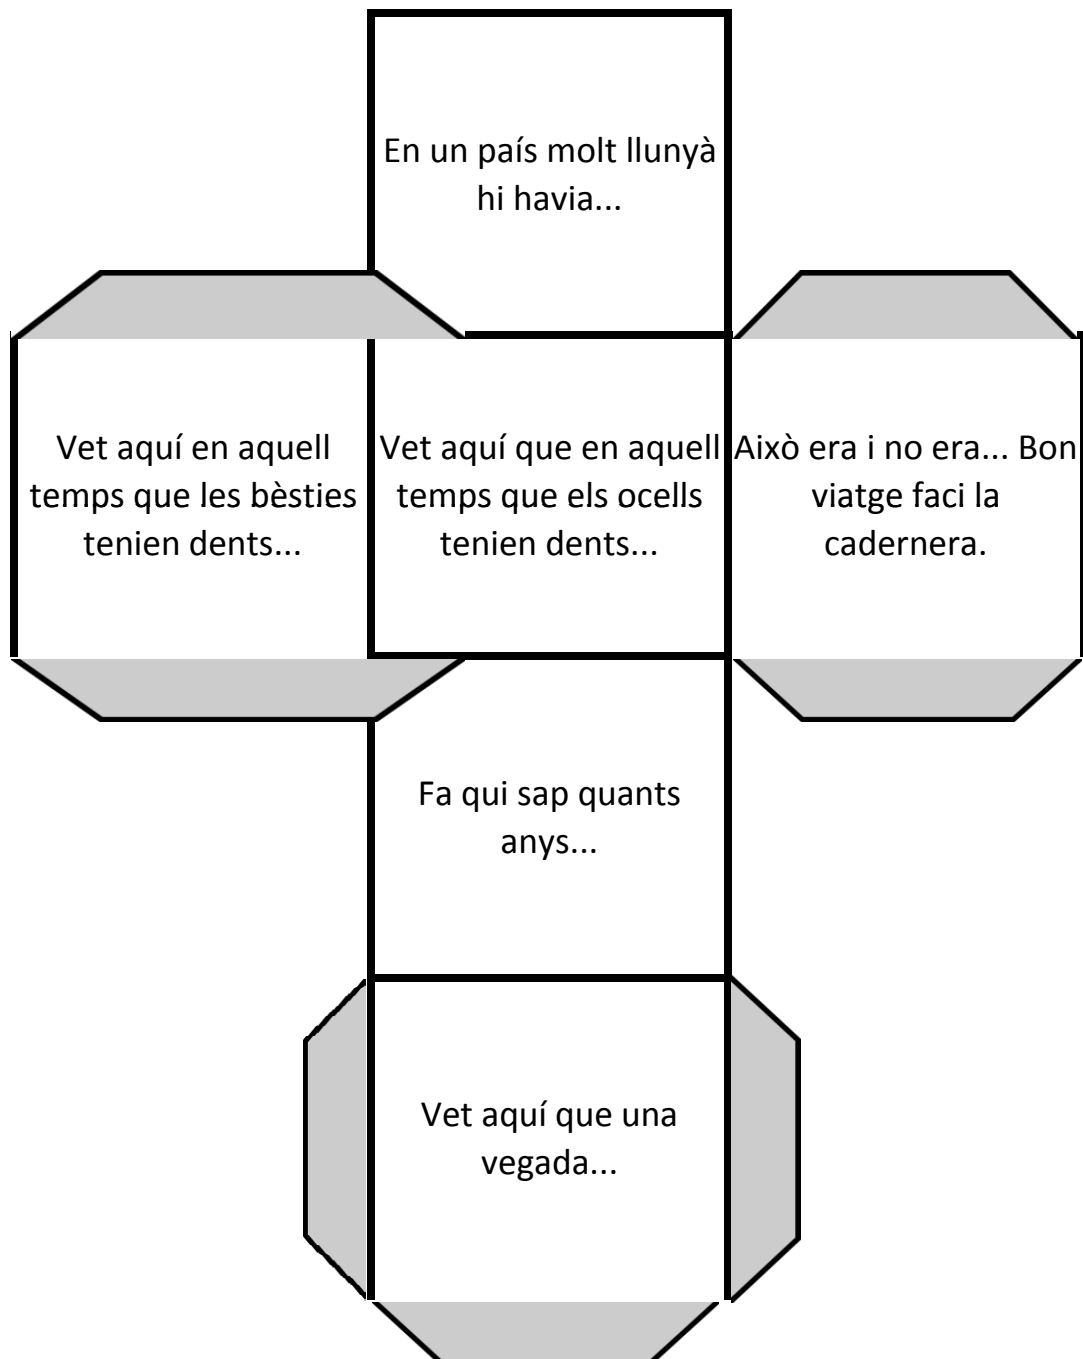 En un país molt llunyà
hi havia...
Vet aquí en aquell
temps que les bèsties
tenien dents...
Vet aquí que en aquell
temps que els ocells
tenien dents...
Això era i no era... Bon
viatge faci la
cadernera.
Fa qui sap quants
anys...
Vet aquí que una
vegada...